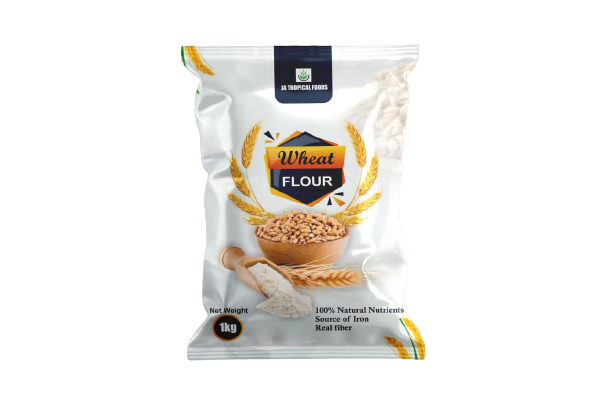 JA TROPICAL FOODS
Wheat
FLOUR
Net Weight
1kg
100% Natural Nutrients
Source of Iron
Real fiber